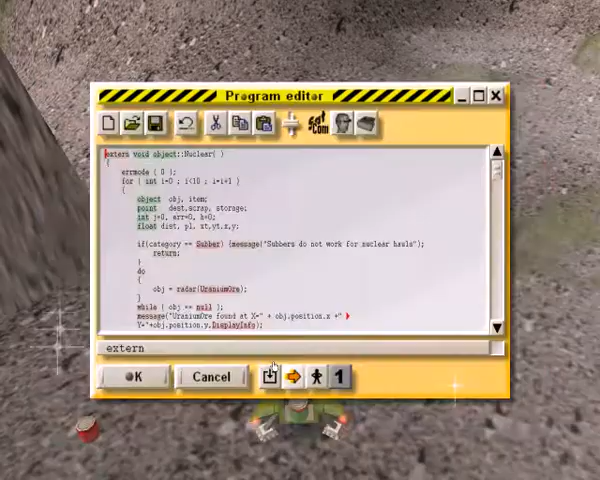 Program editor
SatCom
extern void object::Nuclear( )
{
errmode ( 0 );
for ( int i=0 ; i<10 ; i=i+1 )
{
object obj, item;
point dest,scrap, storage;
int j=0, err=0, h=0;
float dist, pl, xt,yt,x,y;
if(category == Subber) {message("Subbers do not work for nuclear hauls");
return;
}
do
{
obj = radar(UraniumOre);
}
while ( obj == null );
message("UraniumOre found at X=" + obj.position.x +"
Y="+obj.position.y,DisplayInfo);
extern
OK Cancel 1